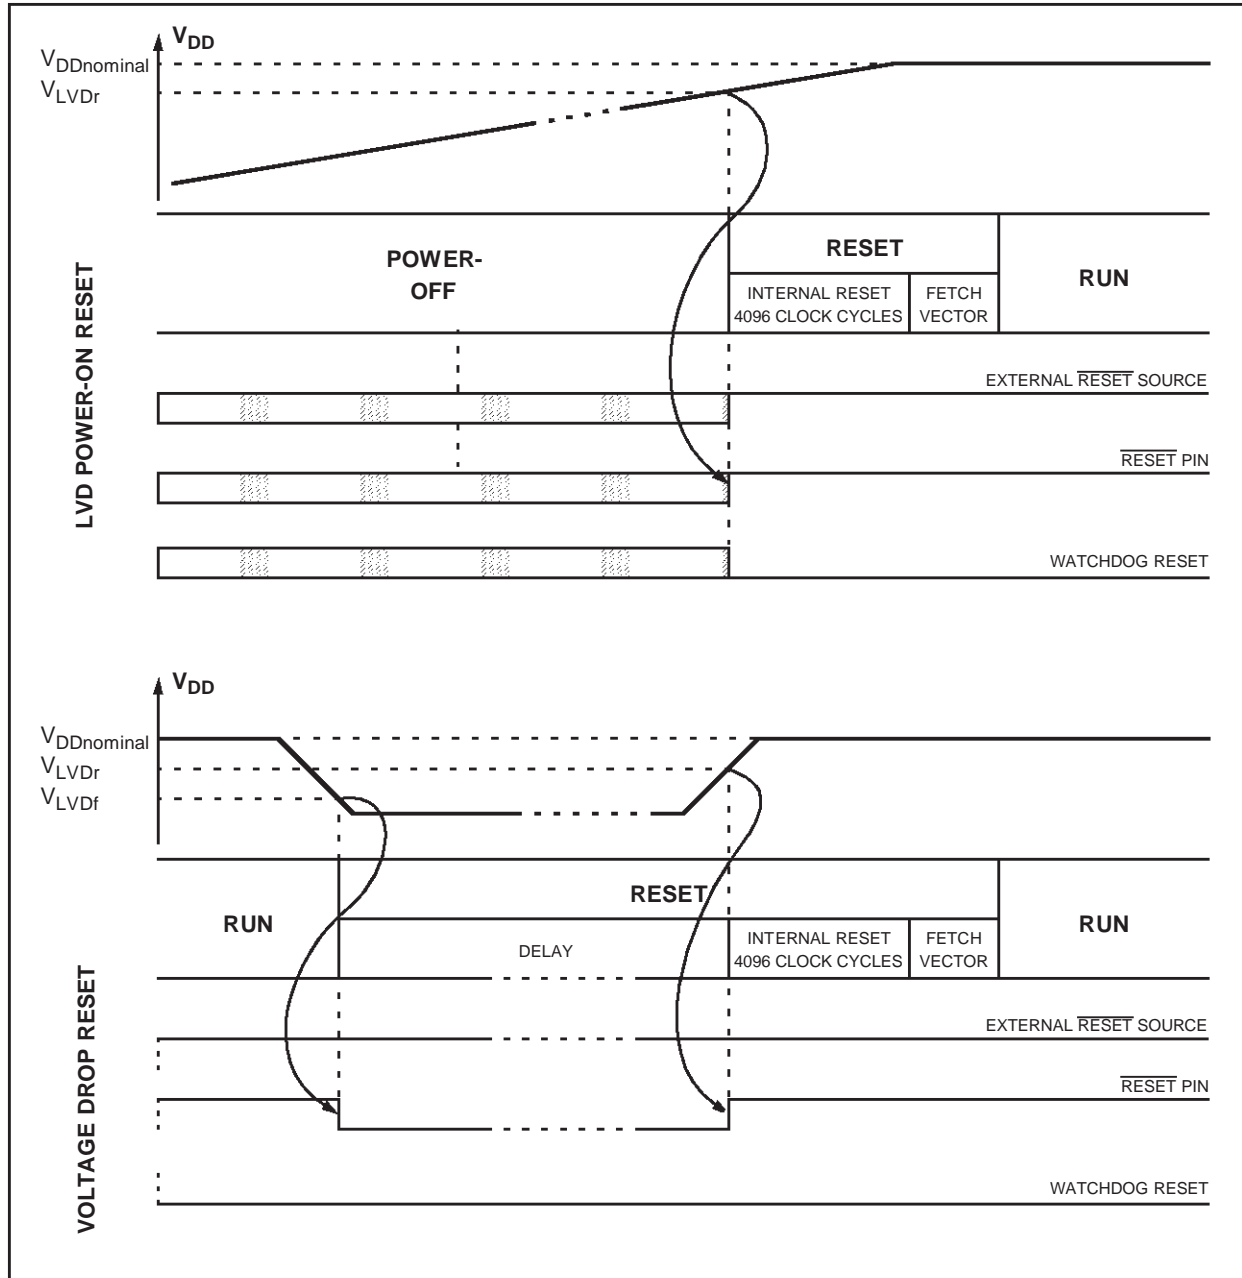 VDD
VDDnominal
VLVDr
LVD POWER-ON RESET
POWER-
OFF
RESET
INTERNAL RESET
4096 CLOCK CYCLES
FETCH
VECTOR
RUN
EXTERNAL RESET SOURCE
RESET PIN
WATCHDOG RESET
VDD
VDDnominal
VLVDr
VLVDf
VOLTAGE DROP RESET
RUN
RESET
DELAY
INTERNAL RESET
4096 CLOCK CYCLES
FETCH
VECTOR
RUN
EXTERNAL RESET SOURCE
RESET PIN
WATCHDOG RESET